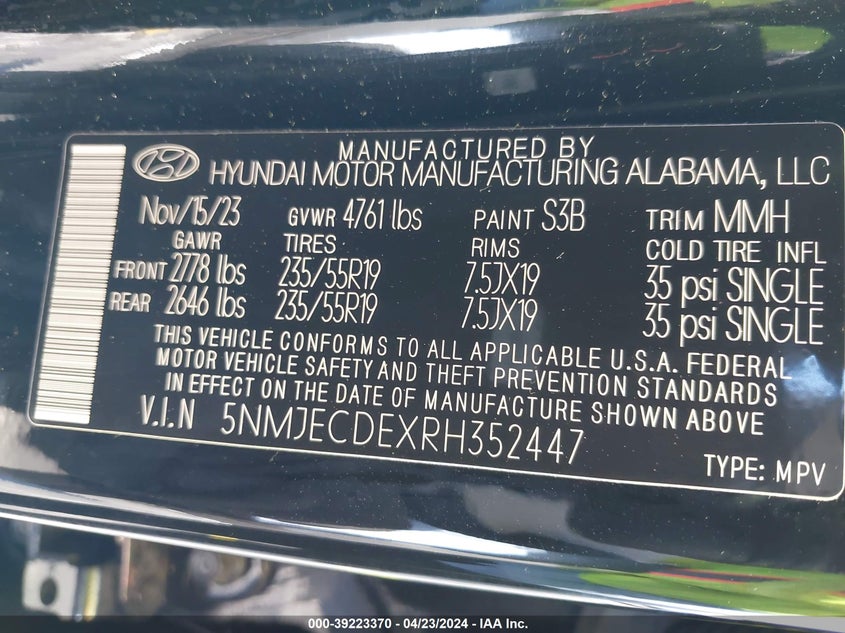 MANUFACTURED BY
HYUNDAI MOTOR MANUFACTURING ALABAMA, LLC
Nov/15/23 GVWR 4761 lbs PAINT S3B TRIM MMH
GAWR TIRES RIMS COLD TIRE INFL
FRONT 2778 lbs 235/55R19 7.5JX19 35 psi SINGLE
REAR 2646 lbs 235/55R19 7.5JX19 35 psi SINGLE
THIS VEHICLE CONFORMS TO ALL APPLICABLE U.S.A. FEDERAL
MOTOR VEHICLE SAFETY AND THEFT PREVENTION STANDARDS
IN EFFECT ON THE DATE OF MANUFACTURE SHOWN ABOVE
V.I.N 5NMJECDEXRH352447
TYPE: MPV
000-39223370 - 04/23/2024 - IAA Inc.